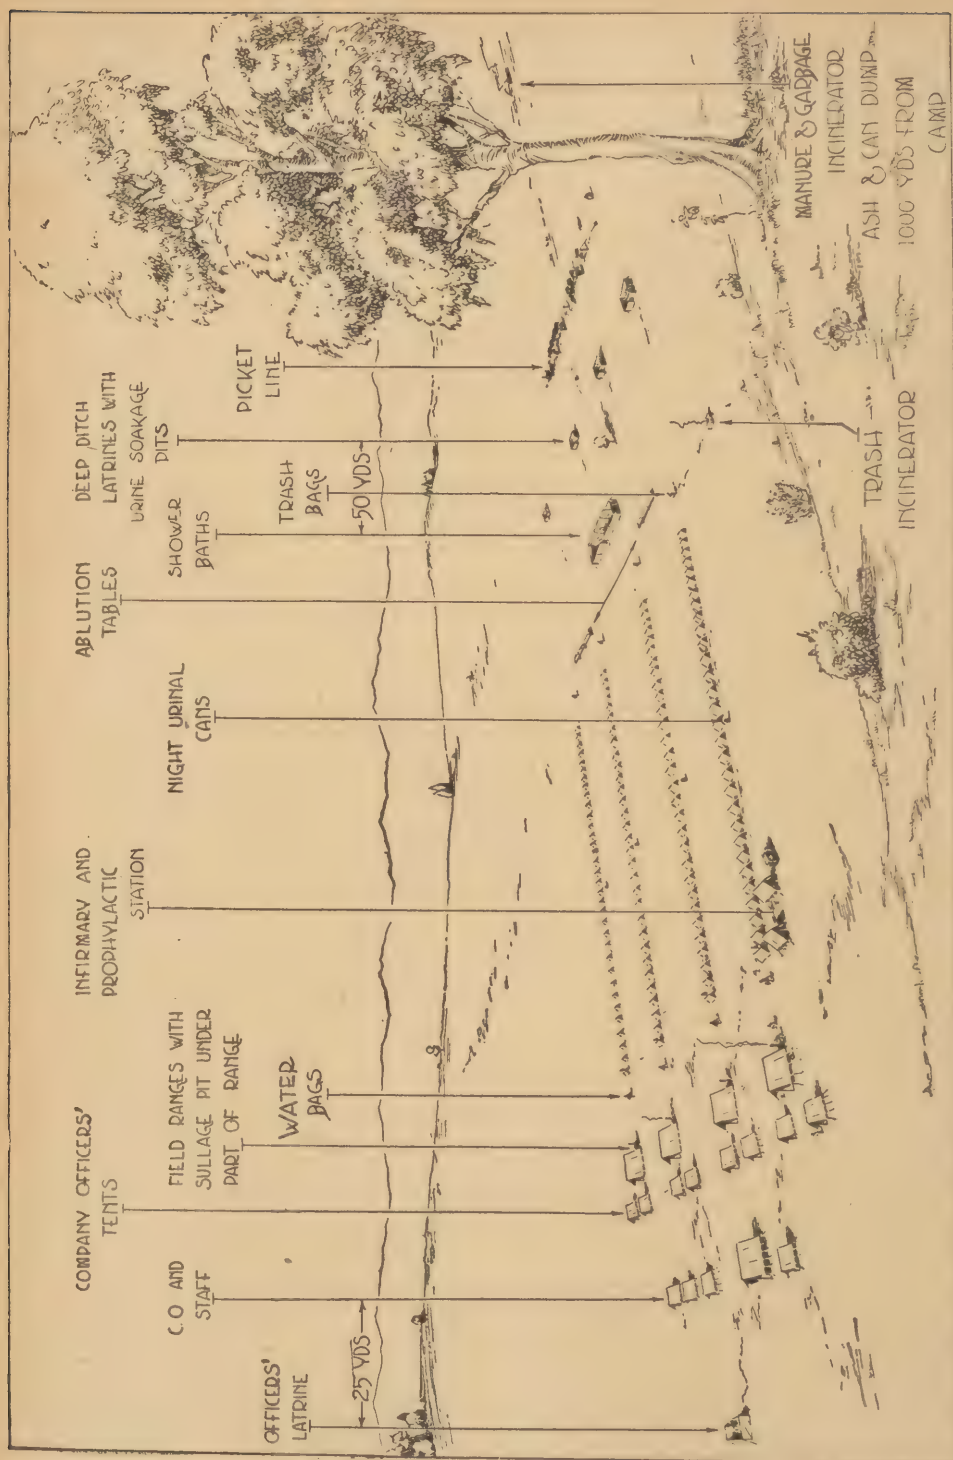 OFFICERS'
LATRINE
25 YDS
C.O AND
STAFF
COMPANY OFFICERS'
TENTS
FIELD RANGES WITH
SULLAGE PIT UNDER
PART OF RANGE
WATER
BAGS
INFIRMARY AND
PROPHYLACTIC
STATION
NIGHT URINAL
CANS
ABLUTION
TABLES
SHOWER
BATHS
TRASH
BAGS
50 YDS
DEEP DITCH
LATRINES WITH
URINE SOAKAGE
PITS
PICKET
LINE
TRASH
INCINERATOR
MANURE & GARBAGE
INCINERATOR
ASH & CAN DUMP
1000 YDS FROM
CAMP